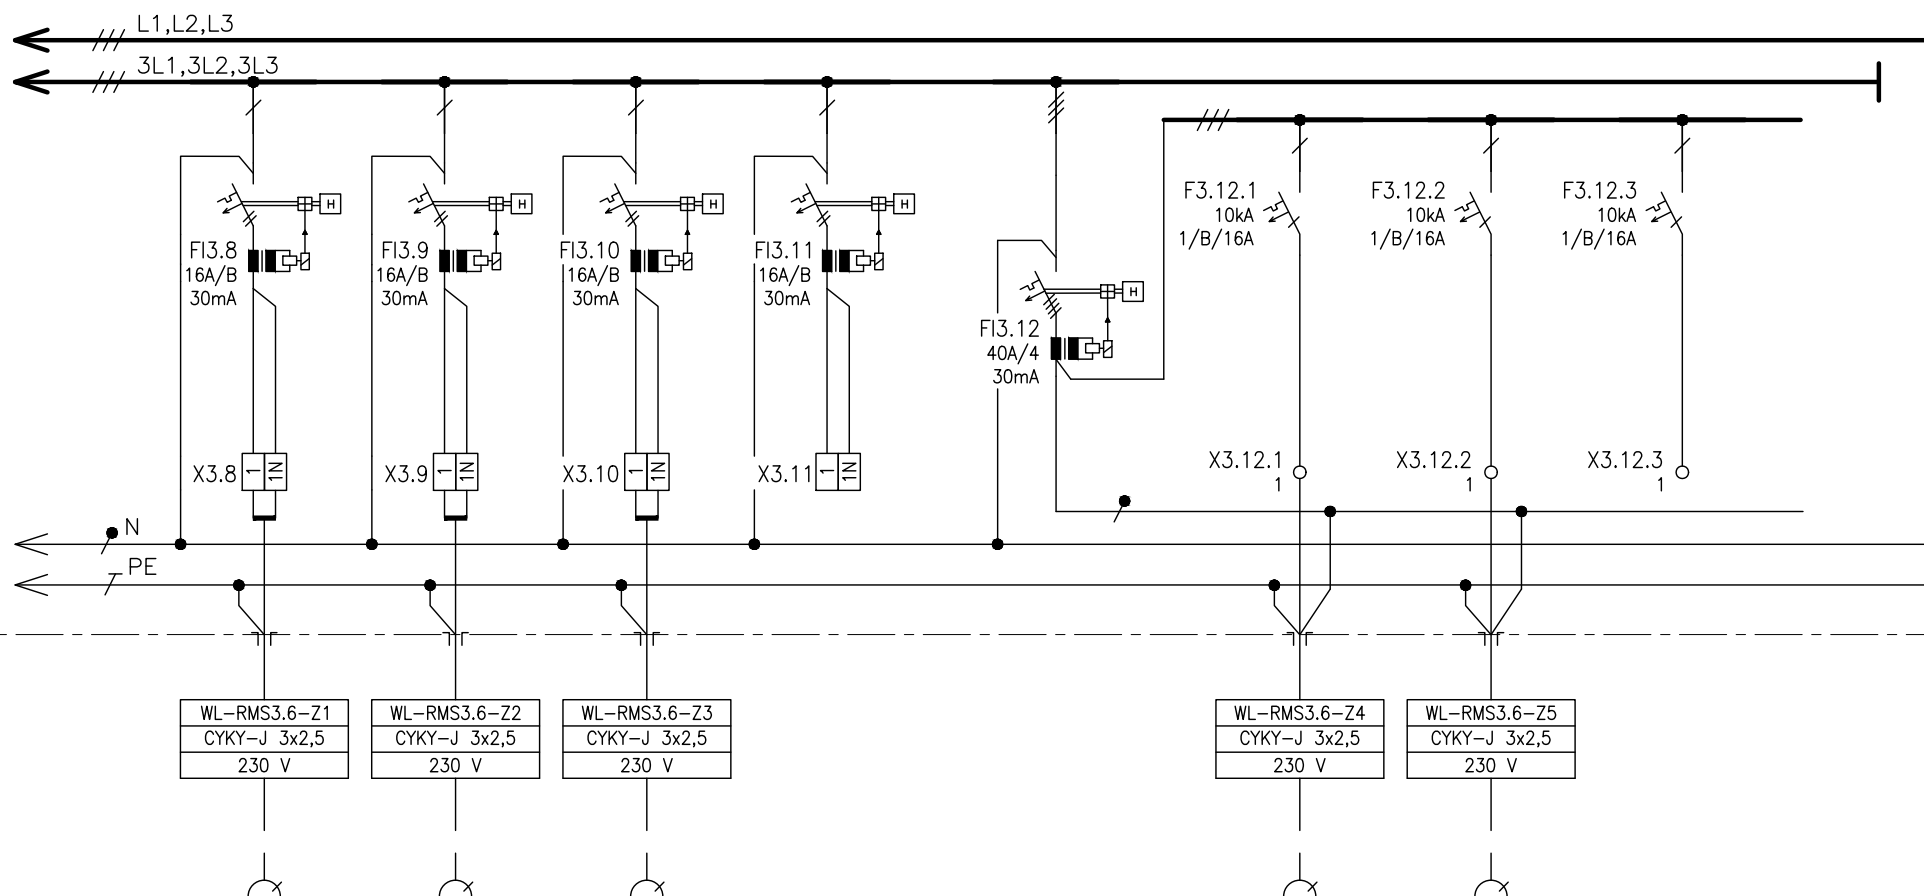 L1,L2,L3
3L1,3L2,3L3
H
H
H
H
FI3.8
16A/B
30mA
FI3.9
16A/B
30mA
FI3.10
16A/B
30mA
FI3.11
16A/B
30mA
H
FI3.12
40A/4
30mA
F3.12.1
10kA
1/B/16A
F3.12.2
10kA
1/B/16A
F3.12.3
10kA
1/B/16A
X3.8
1
1N
X3.9
1
1N
X3.10
1
1N
X3.11
1
1N
X3.12.1
1
X3.12.2
1
X3.12.3
1
N
PE
WL-RMS3.6-Z1
CYKY-J 3x2,5
230 V
WL-RMS3.6-Z2
CYKY-J 3x2,5
230 V
WL-RMS3.6-Z3
CYKY-J 3x2,5
230 V
WL-RMS3.6-Z4
CYKY-J 3x2,5
230 V
WL-RMS3.6-Z5
CYKY-J 3x2,5
230 V